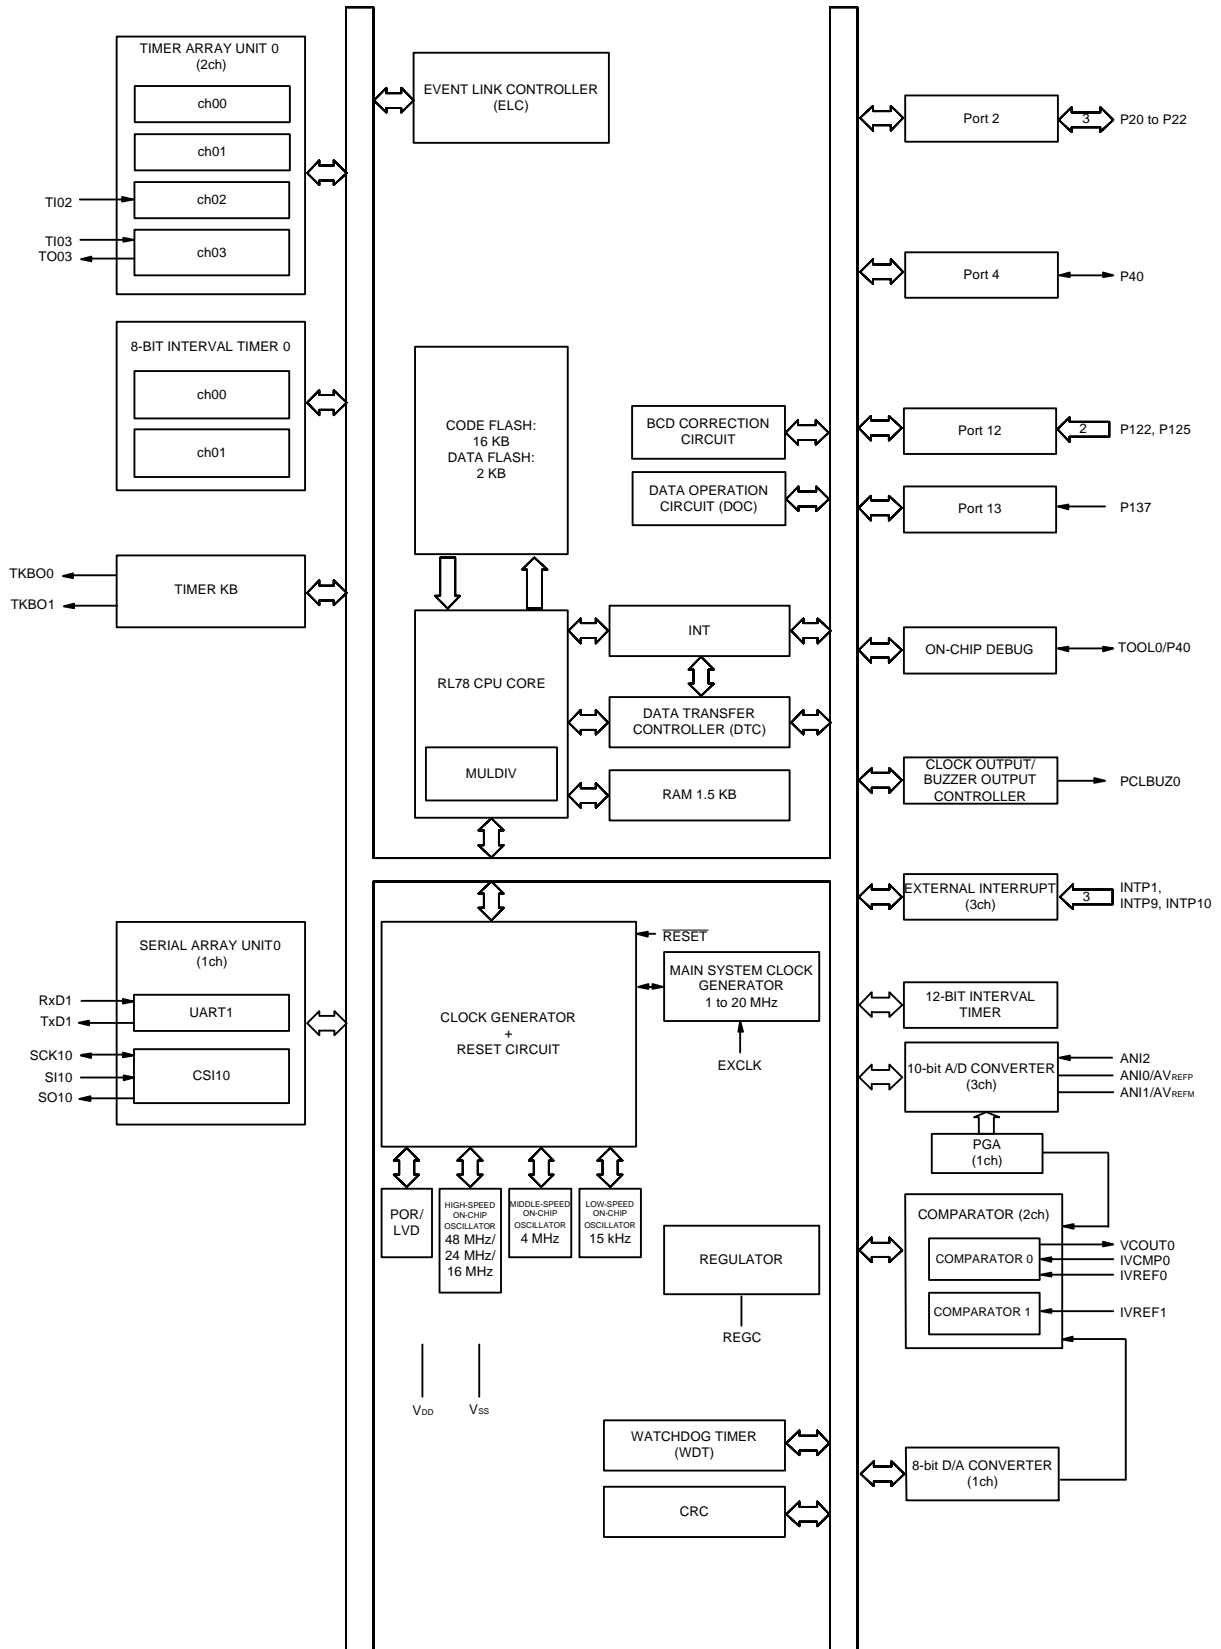 TIMER ARRAY UNIT 0
(2ch)
ch00
ch01
ch02
ch03
TI02
TI03
TO03
8-BIT INTERVAL TIMER 0
ch00
ch01
TIMER KB
TKBO0
TKBO1
SERIAL ARRAY UNIT0
(1ch)
UART1
CSI10
RxD1
TxD1
SCK10
SI10
SO10
EVENT LINK CONTROLLER
(ELC)
CODE FLASH:
16 KB
DATA FLASH:
2 KB
BCD CORRECTION
CIRCUIT
DATA OPERATION
CIRCUIT (DOC)
RL78 CPU CORE
MULDIV
INT
DATA TRANSFER
CONTROLLER (DTC)
RAM 1.5 KB
CLOCK GENERATOR
+
RESET CIRCUIT
RESET
MAIN SYSTEM CLOCK
GENERATOR
1 to 20 MHz
EXCLK
POR/
LVD
HIGH-SPEED
ON-CHIP
OSCILLATOR
48 MHz/
24 MHz/
16 MHz
MIDDLE-SPEED
ON-CHIP
OSCILLATOR
4 MHz
LOW-SPEED
ON-CHIP
OSCILLATOR
15 kHz
REGULATOR
REGC
VDD
VSS
WATCHDOG TIMER
(WDT)
CRC
Port 2
3
P20 to P22
Port 4
P40
Port 12
2
P122, P125
Port 13
P137
ON-CHIP DEBUG
TOOL0/P40
CLOCK OUTPUT/
BUZZER OUTPUT
CONTROLLER
PCLBUZ0
EXTERNAL INTERRUPT
(3ch)
3
INTP1,
INTP9, INTP10
12-BIT INTERVAL
TIMER
10-bit A/D CONVERTER
(3ch)
ANI2
ANI0/AVREFP
ANI1/AVREFM
PGA
(1ch)
COMPARATOR (2ch)
COMPARATOR 0
COMPARATOR 1
VCOUT0
IVCMP0
IVREF0
IVREF1
8-bit D/A CONVERTER
(1ch)